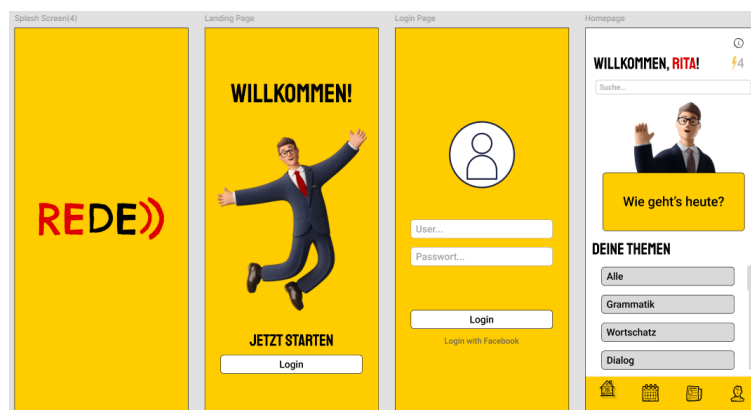 Splash Screen(4)
REDE
Landing Page
WILLKOMMEN!
JETZT STARTEN
Login
Login Page
User...
Passwort...
Login
Login with Facebook
Homepage
WILLKOMMEN, RITA!
4
Suche...
Wie geht's heute?
DEINE THEMEN
Alle
Grammatik
Wortschatz
Dialog